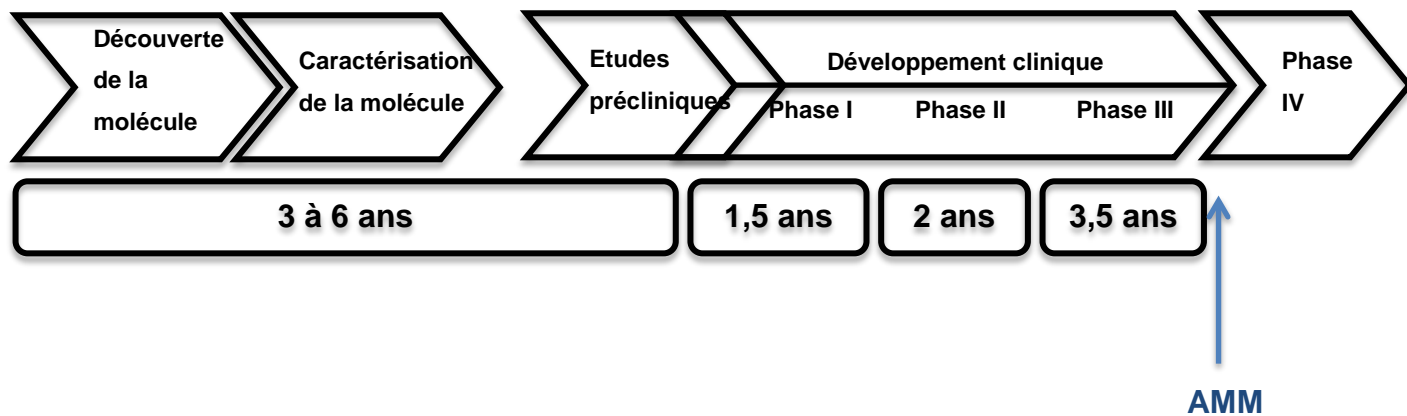 Découverte
de la
molécule
Caractérisation
de la molécule
Etudes
précliniques
Développement clinique
Phase I
Phase II
Phase III
Phase
IV
3 à 6 ans
1,5 ans
2 ans
3,5 ans
AMM